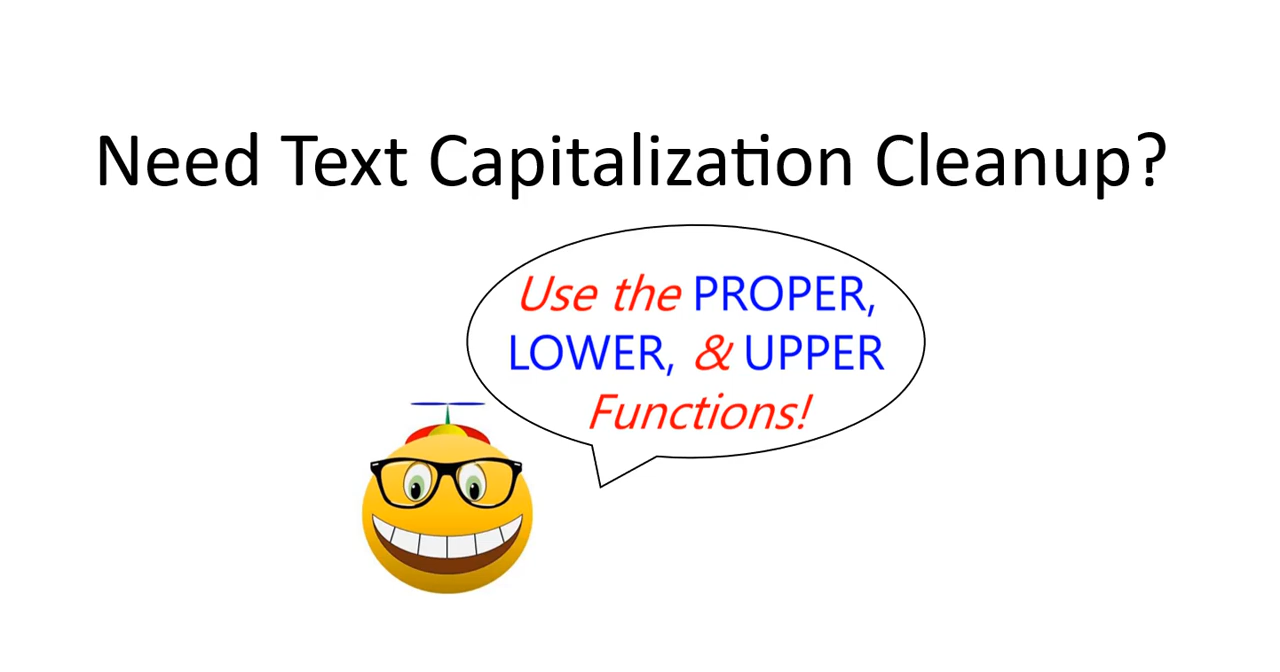 Need Text Capitalization Cleanup?
Use the PROPER,
LOWER, & UPPER
Functions!